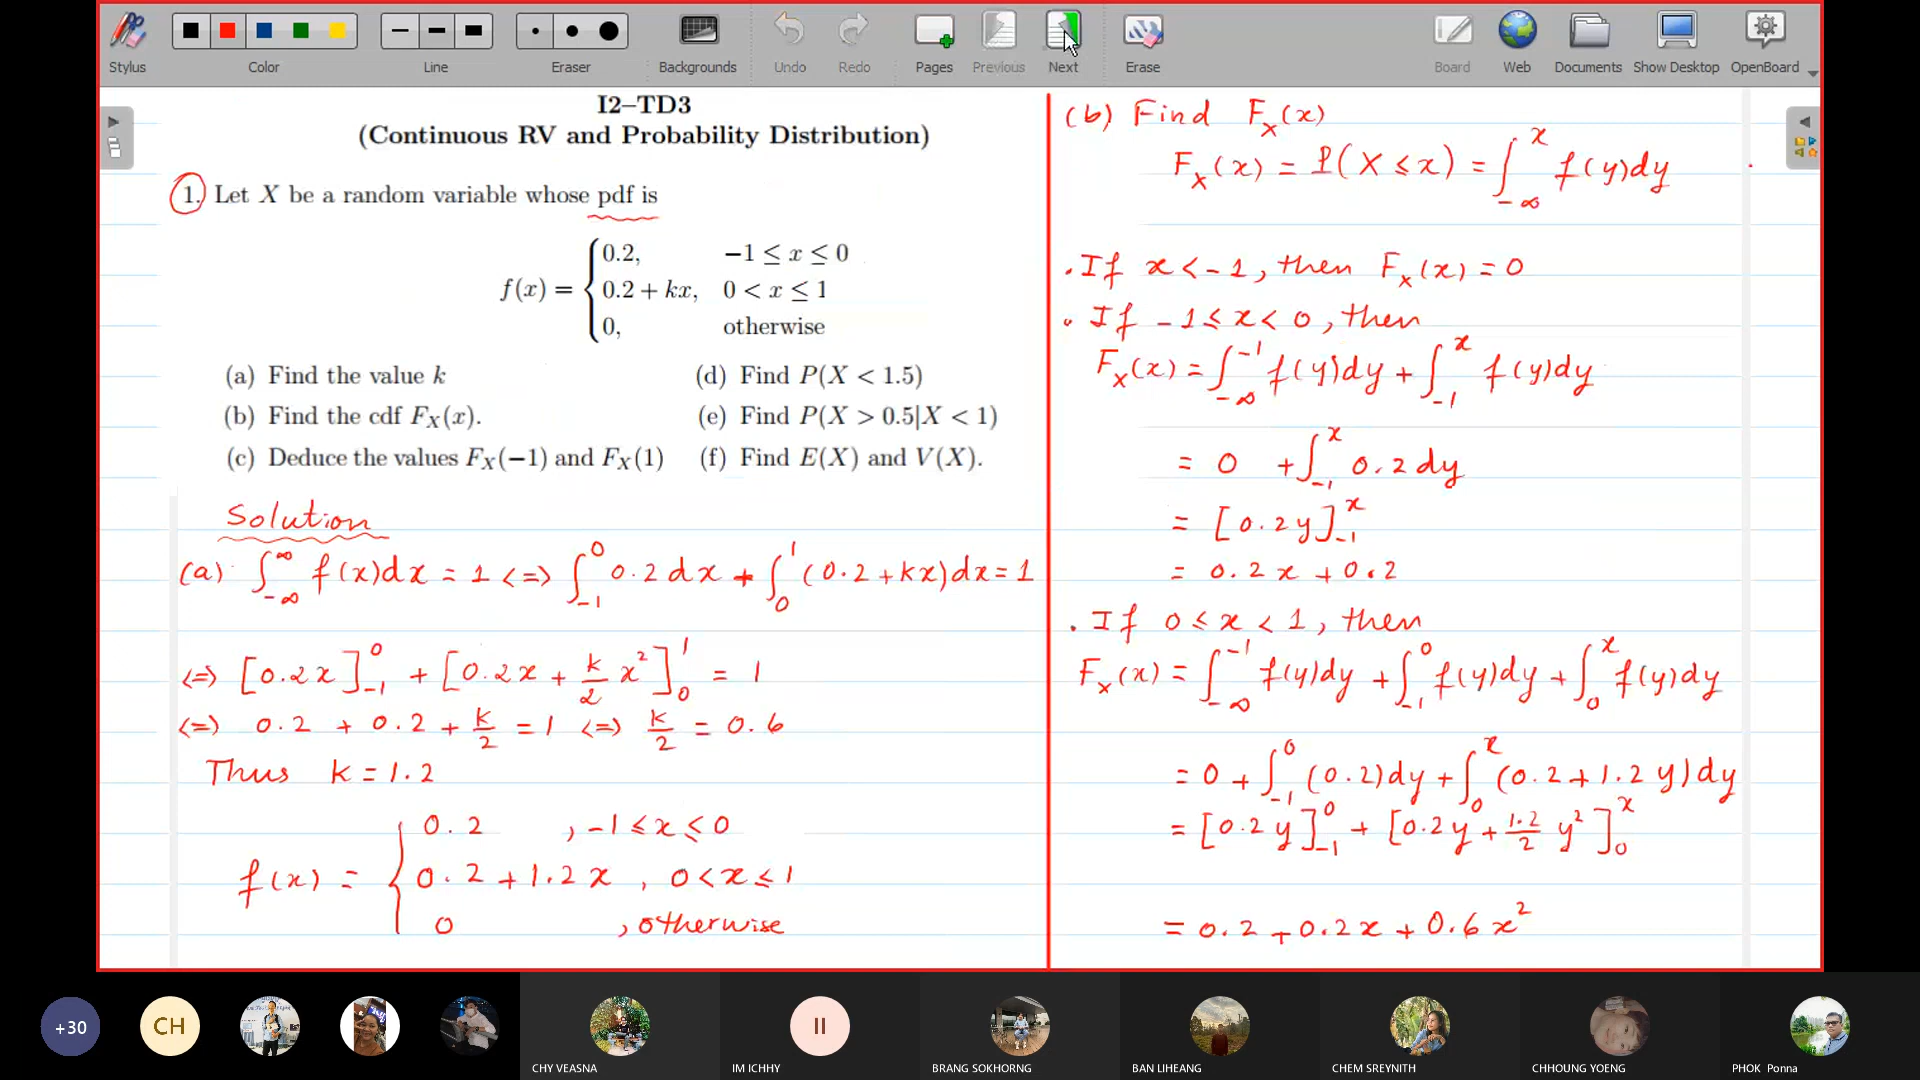 Stylus Color Line Eraser Backgrounds Undo Redo Pages Previous Next Erase Board Web Documents Show Desktop OpenBoard
I2–TD3
(Continuous RV and Probability Distribution)
1. Let X be a random variable whose pdf is
f(x) = { 0.2, −1 ≤ x ≤ 0
0.2 + kx, 0 < x ≤ 1
0, otherwise
(a) Find the value k
(b) Find the cdf F_X(x).
(c) Deduce the values F_X(−1) and F_X(1)
(d) Find P(X < 1.5)
(e) Find P(X > 0.5|X < 1)
(f) Find E(X) and V(X).
Solution
(a) ∫_{-∞}^{∞} f(x)dx = 1 <=> ∫_{-1}^{0} 0.2 dx + ∫_{0}^{1} (0.2 + kx)dx = 1
<=> [0.2x]_{-1}^{0} + [0.2x + k/2 x²]_{0}^{1} = 1
<=> 0.2 + 0.2 + k/2 = 1 <=> k/2 = 0.6
Thus k = 1.2
f(x) = { 0.2 , -1 ≤ x ≤ 0
0.2 + 1.2x , 0 < x ≤ 1
0 , otherwise
(b) Find F_X(x)
F_X(x) = P(X ≤ x) = ∫_{-∞}^{x} f(y)dy
. If x < -1, then F_X(x) = 0
. If -1 ≤ x < 0, then
F_X(x) = ∫_{-∞}^{-1} f(y)dy + ∫_{-1}^{x} f(y)dy
= 0 + ∫_{-1}^{x} 0.2 dy
= [0.2y]_{-1}^{x}
= 0.2x + 0.2
. If 0 ≤ x < 1, then
F_X(x) = ∫_{-∞}^{-1} f(y)dy + ∫_{-1}^{0} f(y)dy + ∫_{0}^{x} f(y)dy
= 0 + ∫_{-1}^{0} (0.2)dy + ∫_{0}^{x} (0.2 + 1.2y)dy
= [0.2y]_{-1}^{0} + [0.2y + 1.2/2 y²]_{0}^{x}
= 0.2 + 0.2x + 0.6x²
+30
CH
CHY VEASNA
II
IM ICHHY
BRANG SOKHORNG
BAN LIHEANG
CHEM SREYNITH
CHHOUNG YOENG
PHOK Ponna